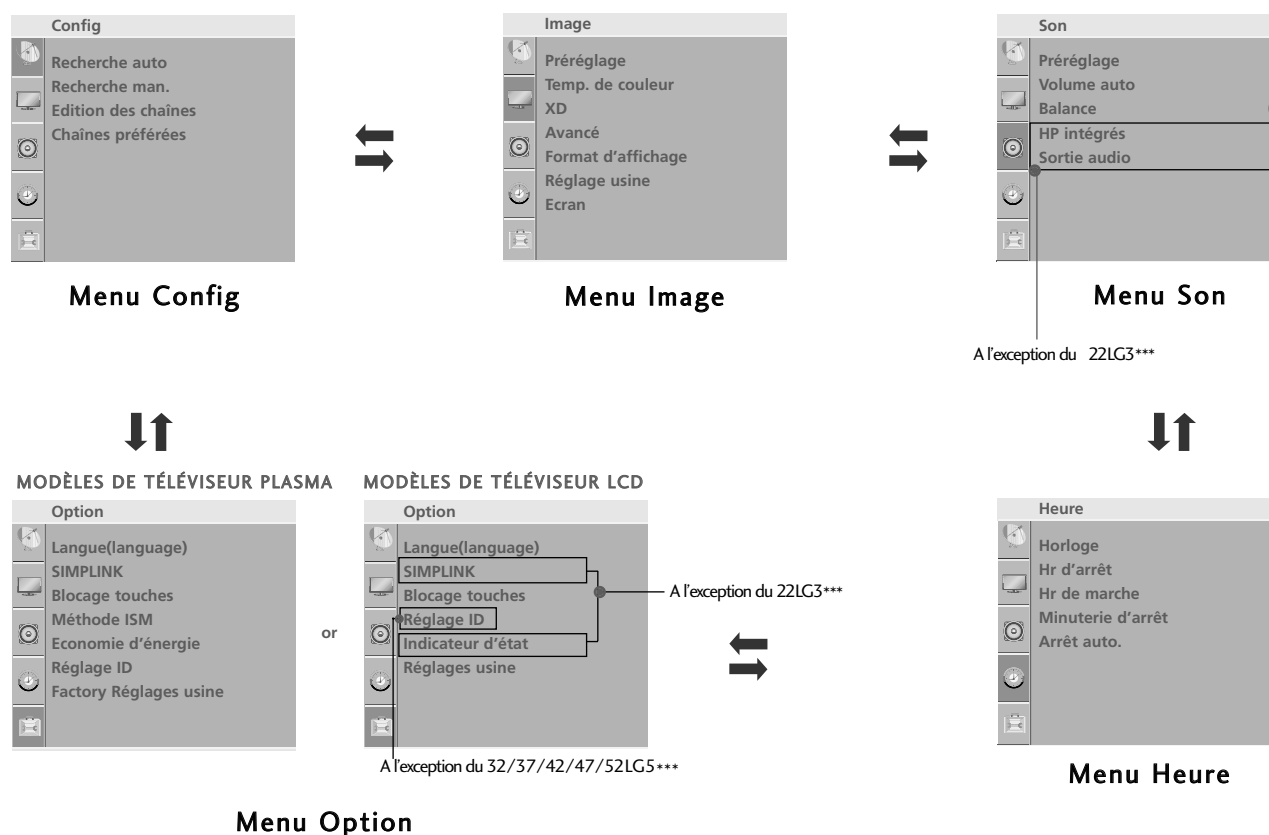 Config
Recherche auto
Recherche man.
Edition des chaînes
Chaînes préférées
Menu Config
Image
Préréglage
Temp. de couleur
XD
Avancé
Format d'affichage
Réglage usine
Ecran
Menu Image
Son
Préréglage
Volume auto
Balance
HP intégrés
Sortie audio
Menu Son
A l'exception du 22LG3***
MODÈLES DE TÉLÉVISEUR PLASMA
Option
Langue(language)
SIMPLINK
Blocage touches
Méthode ISM
Economie d'énergie
Réglage ID
Factory Réglages usine
or
MODÈLES DE TÉLÉVISEUR LCD
Option
Langue(language)
SIMPLINK
Blocage touches
Réglage ID
Indicateur d'état
Réglages usine
A l'exception du 22LG3***
A l'exception du 32/37/42/47/52LG5***
Menu Option
Heure
Horloge
Hr d'arrêt
Hr de marche
Minuterie d'arrêt
Arrêt auto.
Menu Heure